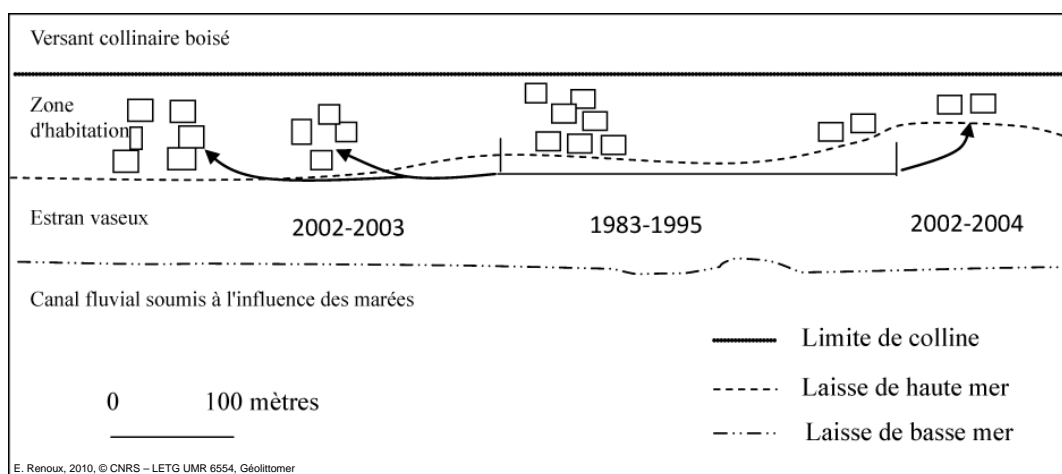 Versant collinaire boisé
Zone
d'habitation
Estran vaseux
2002-2003
1983-1995
2002-2004
Canal fluvial soumis à l'influence des marées
Limite de colline
Laisse de haute mer
Laisse de basse mer
0 100 mètres
E. Renoux, 2010, © CNRS – LETG UMR 6554, Géolittomer